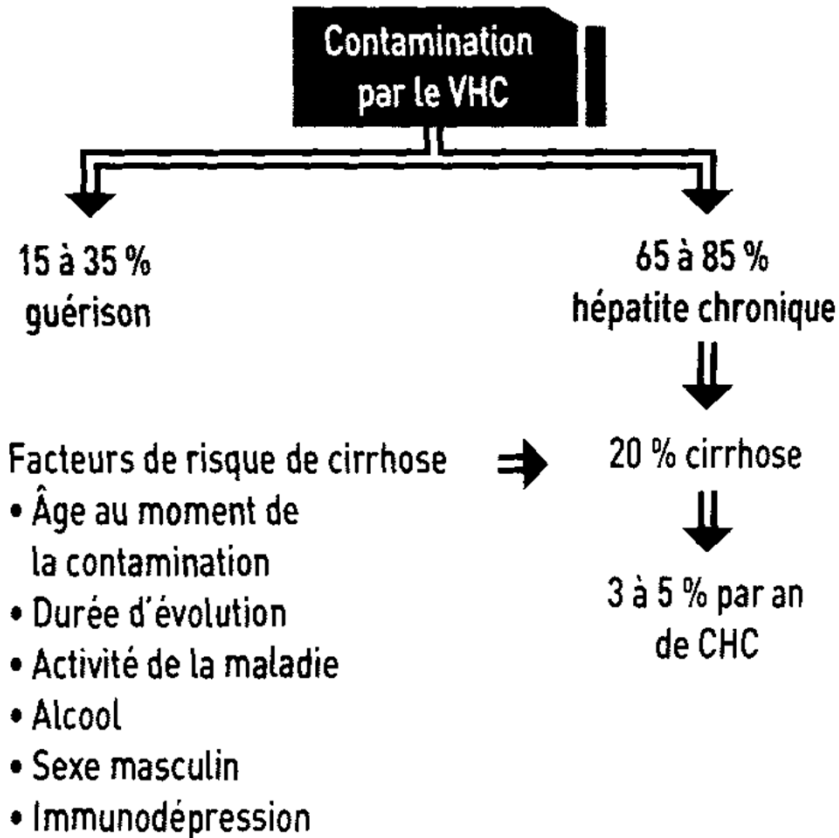 Contamination
par le VHC
15 à 35 %
guérison
65 à 85 %
hépatite chronique
Facteurs de risque de cirrhose
• Âge au moment de
la contamination
• Durée d'évolution
• Activité de la maladie
• Alcool
• Sexe masculin
• Immunodépression
20 % cirrhose
3 à 5 % par an
de CHC